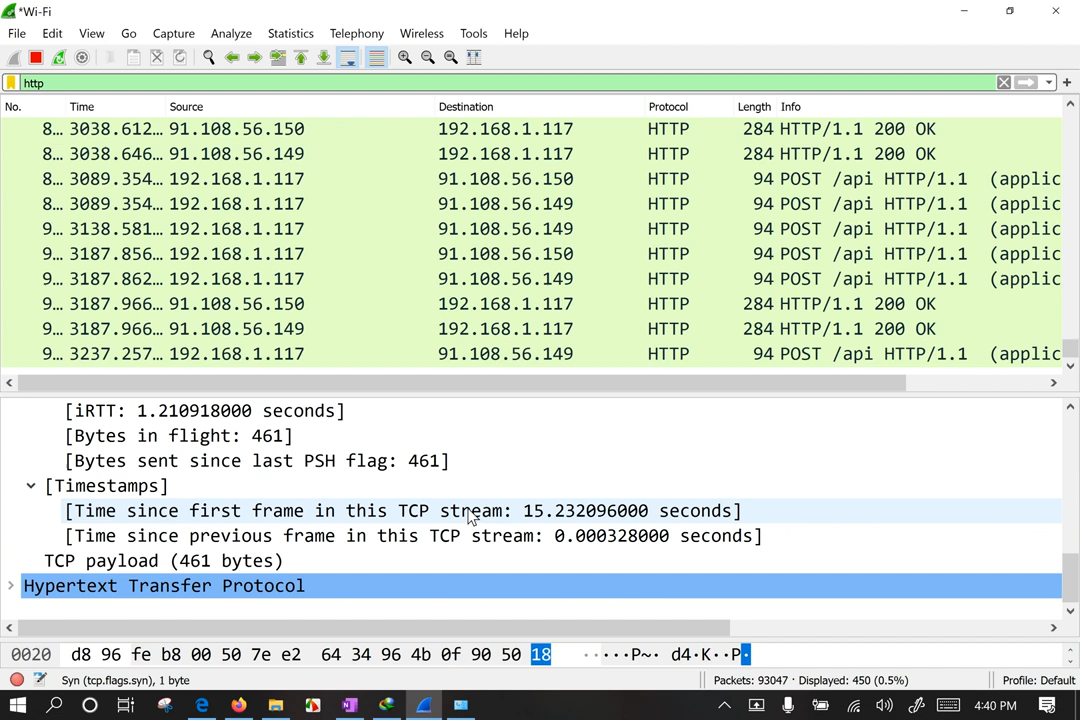 *Wi-Fi
File Edit View Go Capture Analyze Statistics Telephony Wireless Tools Help
http
No. Time Source Destination Protocol Length Info
8… 3038.612… 91.108.56.150 192.168.1.117 HTTP 284 HTTP/1.1 200 OK
8… 3038.646… 91.108.56.149 192.168.1.117 HTTP 284 HTTP/1.1 200 OK
8… 3089.354… 192.168.1.117 91.108.56.150 HTTP 94 POST /api HTTP/1.1 (applic
8… 3089.354… 192.168.1.117 91.108.56.149 HTTP 94 POST /api HTTP/1.1 (applic
9… 3138.581… 192.168.1.117 91.108.56.149 HTTP 94 POST /api HTTP/1.1 (applic
9… 3187.856… 192.168.1.117 91.108.56.150 HTTP 94 POST /api HTTP/1.1 (applic
9… 3187.862… 192.168.1.117 91.108.56.149 HTTP 94 POST /api HTTP/1.1 (applic
9… 3187.966… 91.108.56.150 192.168.1.117 HTTP 284 HTTP/1.1 200 OK
9… 3187.966… 91.108.56.149 192.168.1.117 HTTP 284 HTTP/1.1 200 OK
9… 3237.257… 192.168.1.117 91.108.56.149 HTTP 94 POST /api HTTP/1.1 (applic
[iRTT: 1.210918000 seconds]
[Bytes in flight: 461]
[Bytes sent since last PSH flag: 461]
[Timestamps]
[Time since first frame in this TCP stream: 15.232096000 seconds]
[Time since previous frame in this TCP stream: 0.000328000 seconds]
TCP payload (461 bytes)
Hypertext Transfer Protocol
0020 d8 96 fe b8 00 50 7e e2 64 34 96 4b 0f 90 50 18 ·····P~· d4·K··P·
Syn (tcp.flags.syn), 1 byte Packets: 93047 · Displayed: 450 (0.5%) Profile: Default
4:40 PM